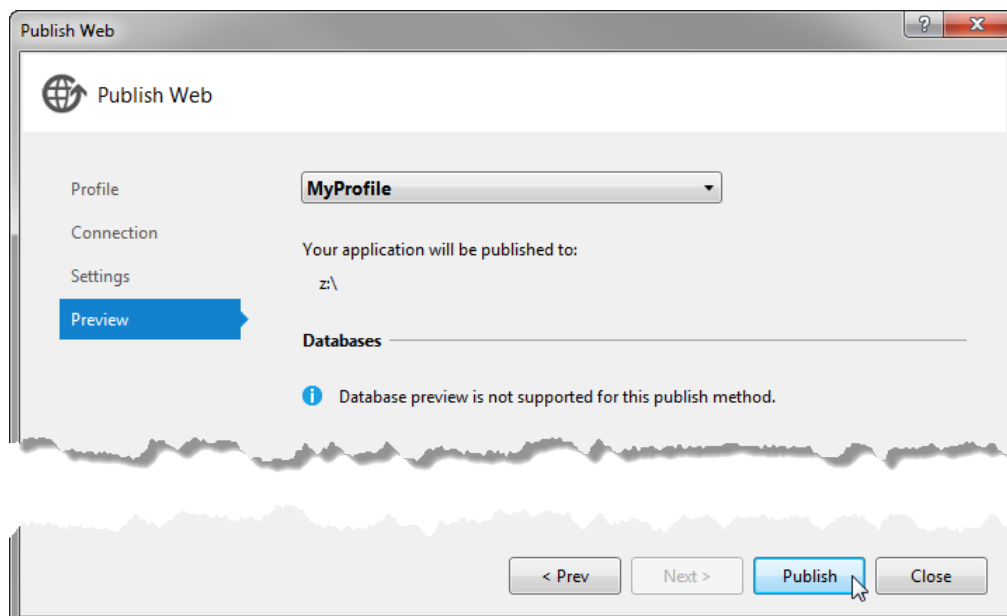 Publish Web
?
X
Publish Web
Profile
MyProfile
Connection
Your application will be published to:
Settings
z:\
Preview
Databases
i Database preview is not supported for this publish method.
< Prev
Next >
Publish
Close